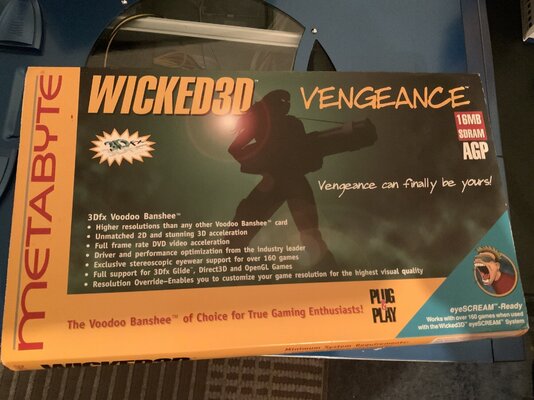 METABYTE
WICKED3D™
VENGEANCE™
16MB
SDRAM
AGP
Vengeance can finally be yours!
3Dfx Voodoo Banshee™
• Higher resolutions than any other Voodoo Banshee™ card
• Unmatched 2D and stunning 3D acceleration
• Full frame rate DVD video acceleration
• Driver and performance optimization from the industry leader
• Exclusive stereoscopic eyewear support for over 160 games
• Full support for 3Dfx Glide™, Direct3D and OpenGL Games
• Resolution Override–Enables you to customize your game resolution for the highest visual quality
The Voodoo Banshee™ of Choice for True Gaming Enthusiasts!
PLUG & PLAY
eyeSCREAM™-Ready
Works with over 160 games when used
with the Wicked3D™ eyeSCREAM™ System
WICKED3D
Minimum System Requirements: